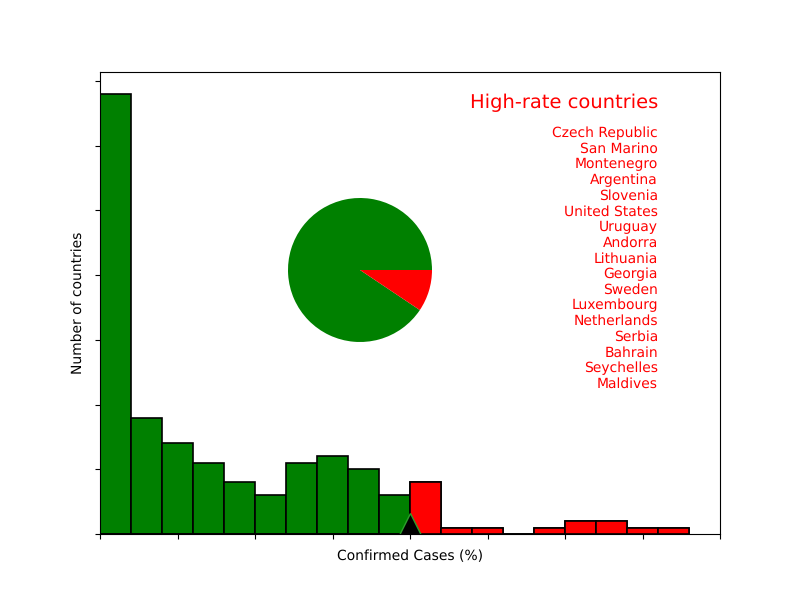 High-rate countries
Czech Republic
San Marino
Montenegro
Argentina
Slovenia
United States
Uruguay
Andorra
Lithuania
Georgia
Sweden
Luxembourg
Netherlands
Serbia
Bahrain
Seychelles
Maldives
Number of countries
Confirmed Cases (%)